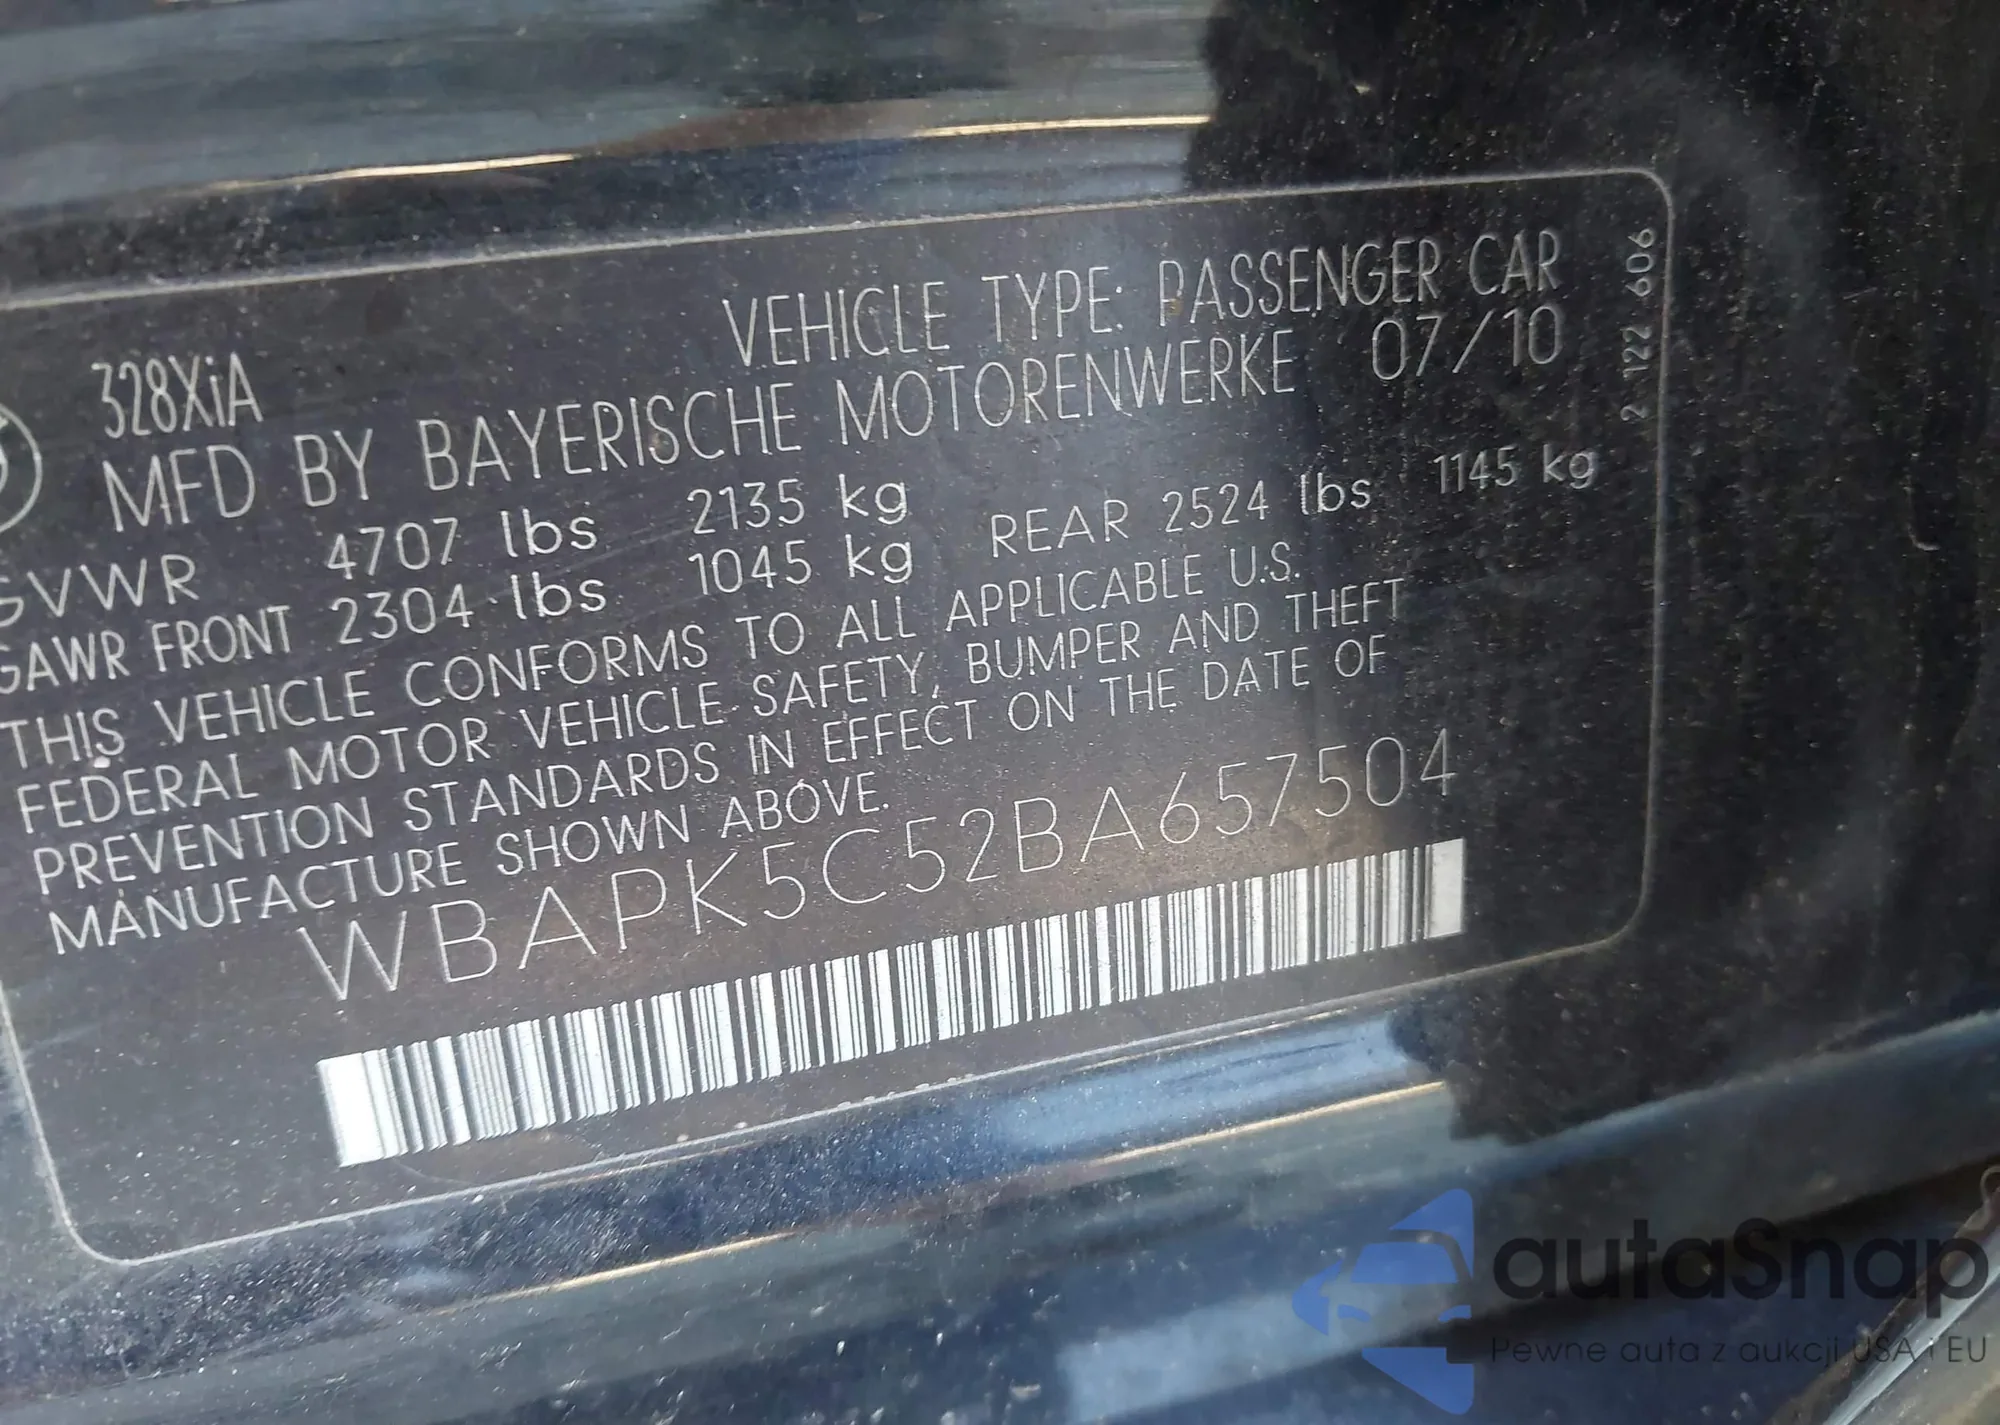 VEHICLE TYPE: PASSENGER CAR
328XiA
MFD BY BAYERISCHE MOTORENWERKE 07/10
GVWR 4707 lbs 2135 kg
GAWR FRONT 2304 lbs 1045 kg REAR 2524 lbs 1145 kg
THIS VEHICLE CONFORMS TO ALL APPLICABLE U.S.
FEDERAL MOTOR VEHICLE SAFETY, BUMPER AND THEFT
PREVENTION STANDARDS IN EFFECT ON THE DATE OF
MANUFACTURE SHOWN ABOVE.
WBAPK5C52BA657504
2 122 606
autaSnap
Pewne auta z aukcji USA i EU